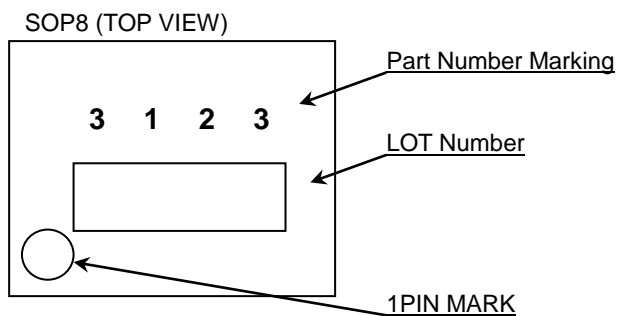 SOP8 (TOP VIEW)
Part Number Marking
3 1 2 3
LOT Number
1PIN MARK